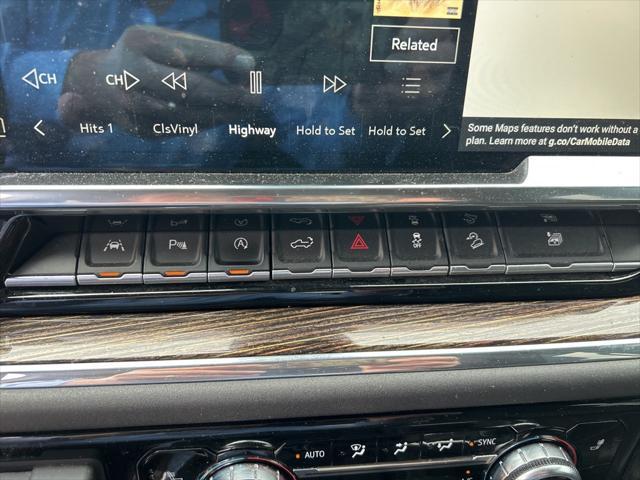 Related
CH CH
Hits 1 ClsVinyl Highway Hold to Set Hold to Set
Some Maps features don't work without a
plan. Learn more at g.co/CarMobileData
P A OFF
AUTO SYNC